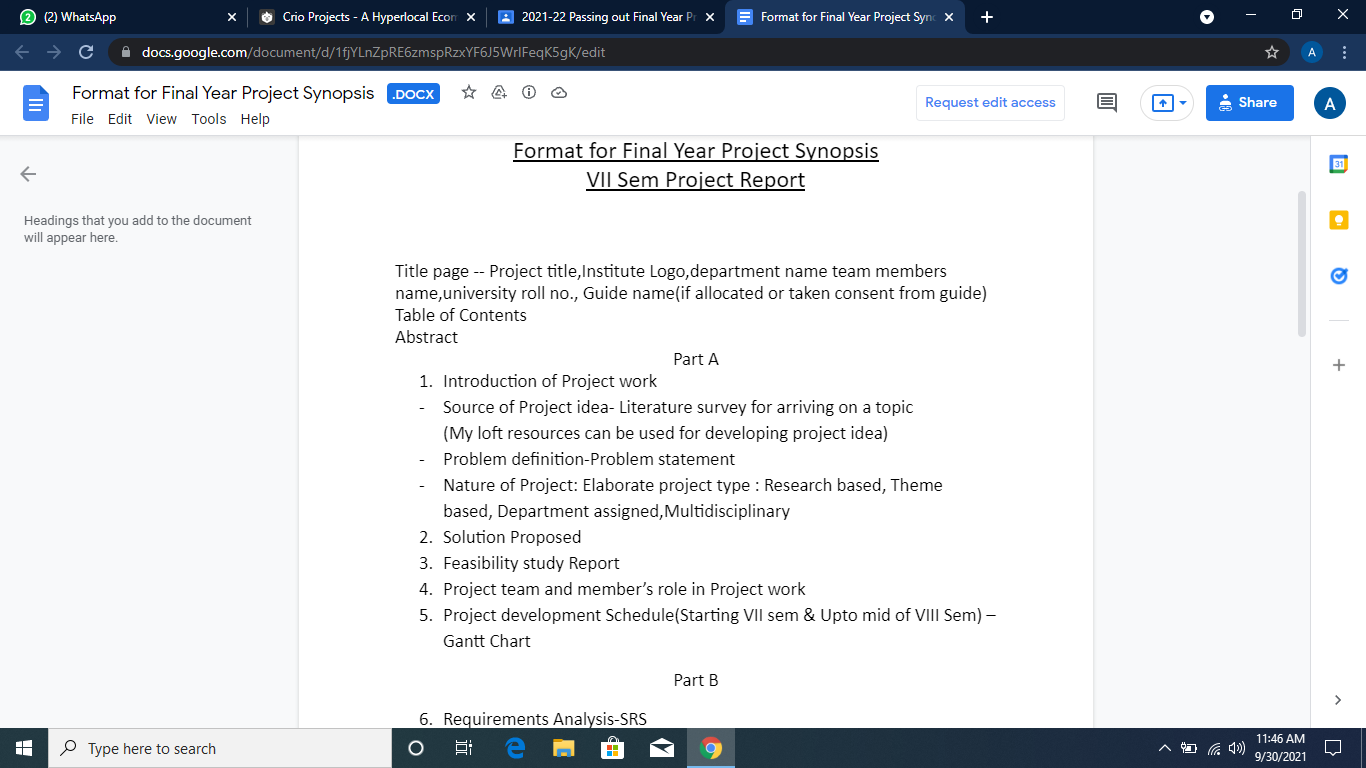 (2) WhatsApp
Crio Projects - A Hyperlocal Econ
2021-22 Passing out Final Year Pr
Format for Final Year Project Syno
docs.google.com/document/d/1fjYLnZpRE6zmspRzxYF6J5WrIFeqK5gK/edit
A
Format for Final Year Project Synopsis .DOCX
Request edit access
Share
A
File Edit View Tools Help
Headings that you add to the document
will appear here.
Format for Final Year Project Synopsis
VII Sem Project Report
Title page -- Project title,Institute Logo,department name team members
name,university roll no., Guide name(if allocated or taken consent from guide)
Table of Contents
Abstract
Part A
1. Introduction of Project work
- Source of Project idea- Literature survey for arriving on a topic
(My loft resources can be used for developing project idea)
- Problem definition-Problem statement
- Nature of Project: Elaborate project type : Research based, Theme
based, Department assigned,Multidisciplinary
2. Solution Proposed
3. Feasibility study Report
4. Project team and member’s role in Project work
5. Project development Schedule(Starting VII sem & Upto mid of VIII Sem) –
Gantt Chart
Part B
6. Requirements Analysis-SRS
31
Type here to search
11:46 AM
9/30/2021